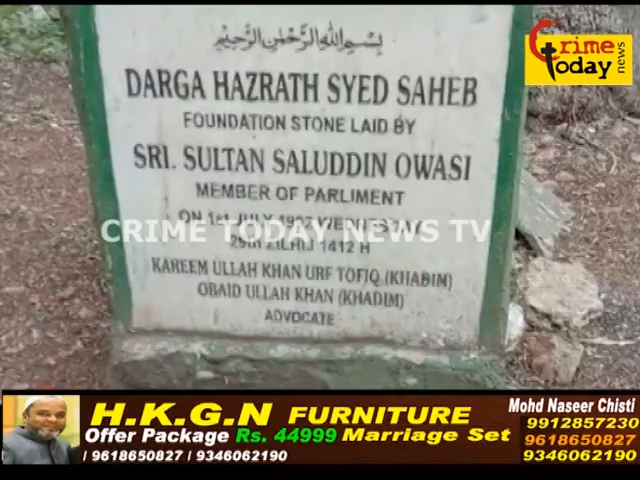 بسم الله الرحمن الرحيم
DARGA HAZRATH SYED SAHEB
FOUNDATION STONE LAID BY
SRI. SULTAN SALUDDIN OWASI
MEMBER OF PARLIMENT
ON 1st JULY
29th ZILHIJ 1412 H
KAREEM ULLAH KHAN URF TOFIQ (KHADIM)
OBAID ULLAH KHAN (KHADIM)
ADVOCATE
CRIME TODAY NEWS TV
Crime Today news
H.K.G.N FURNITURE
Offer Package Rs. 44999 Marriage Set
/ 9618650827 / 9346062190
Mohd Naseer Chisti
9912857230
9618650827
9346062190